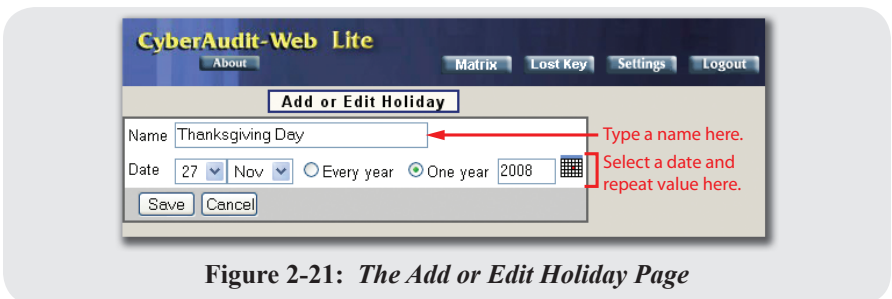 CyberAudit-Web Lite
About
Matrix Lost Key Settings Logout
Add or Edit Holiday
Name Thanksgiving Day
Type a name here.
Date 27 Nov Every year One year 2008
Select a date and
repeat value here.
Save Cancel
Figure 2-21: The Add or Edit Holiday Page